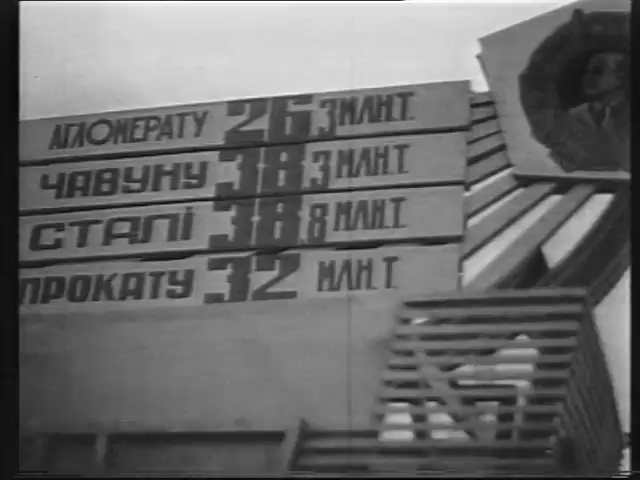 АГЛОМЕРАТУ 26 3 МЛН.Т.
ЧАВУНУ 38 3 МЛН.Т
СТАЛІ 38 8 МЛН.Т.
ПРОКАТУ 32 МЛН.Т.